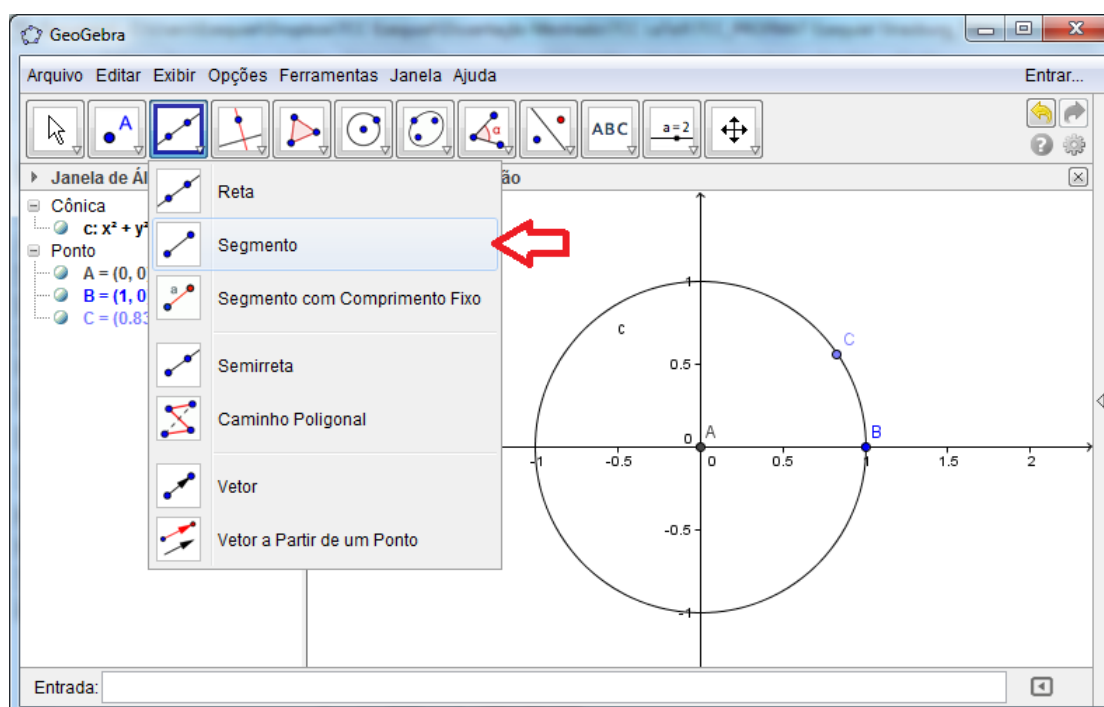 GeoGebra
Arquivo Editar Exibir Opções Ferramentas Janela Ajuda
Entrar...
A
α
ABC
a=2
Janela de Ál
ão
Cônica
c: x² + y²
Ponto
A = (0, 0
B = (1, 0
C = (0.83
Reta
Segmento
a
Segmento com Comprimento Fixo
Semirreta
Caminho Poligonal
Vetor
Vetor a Partir de um Ponto
1
c
C
0.5
0
A
B
-1
-0.5
0
0.5
1
1.5
2
-0.5
-1
Entrada: